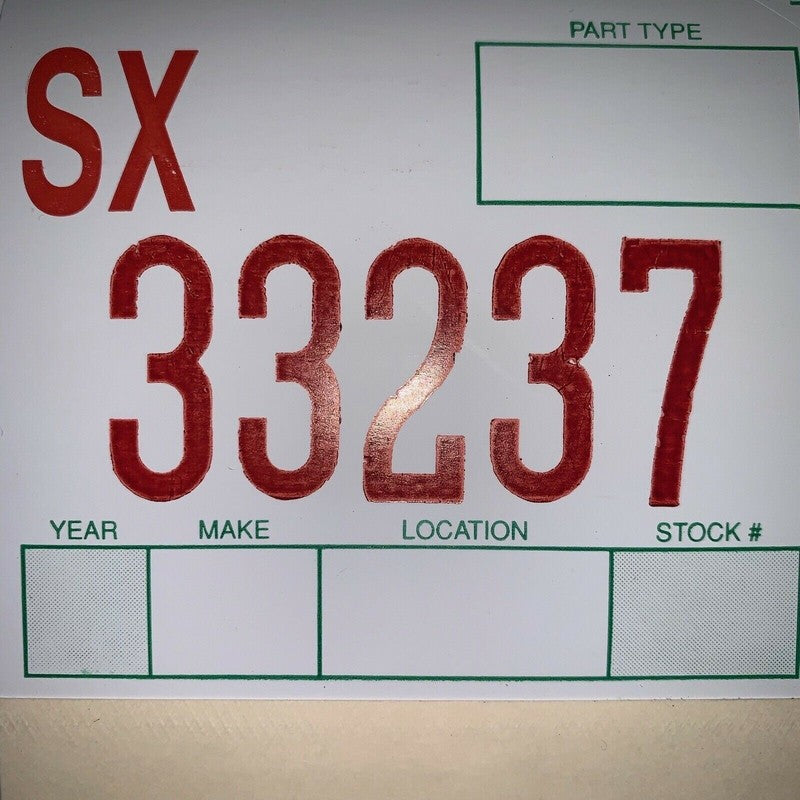 PART TYPE
SX
33237
YEAR MAKE LOCATION STOCK #